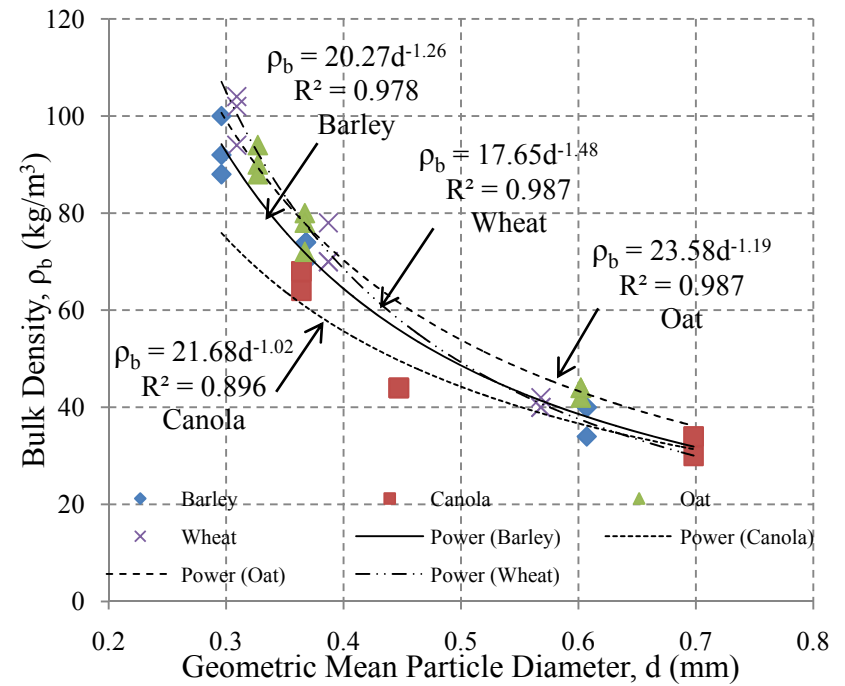 120
100
80
60
40
20
0
Bulk Density, ρb (kg/m³)
ρb = 20.27d^-1.26
R² = 0.978
Barley
ρb = 17.65d^-1.48
R² = 0.987
Wheat
ρb = 23.58d^-1.19
R² = 0.987
Oat
ρb = 21.68d^-1.02
R² = 0.896
Canola
Barley Canola Oat
Wheat Power (Barley) Power (Canola)
Power (Oat) Power (Wheat)
0.2 0.3 0.4 0.5 0.6 0.7 0.8
Geometric Mean Particle Diameter, d (mm)